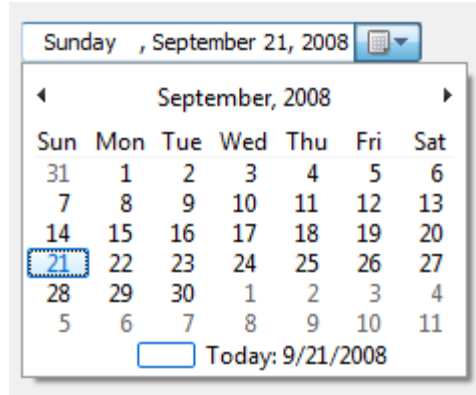 Sunday , September 21, 2008
September, 2008
Sun Mon Tue Wed Thu Fri Sat
31 1 2 3 4 5 6
7 8 9 10 11 12 13
14 15 16 17 18 19 20
21 22 23 24 25 26 27
28 29 30 1 2 3 4
5 6 7 8 9 10 11
Today: 9/21/2008